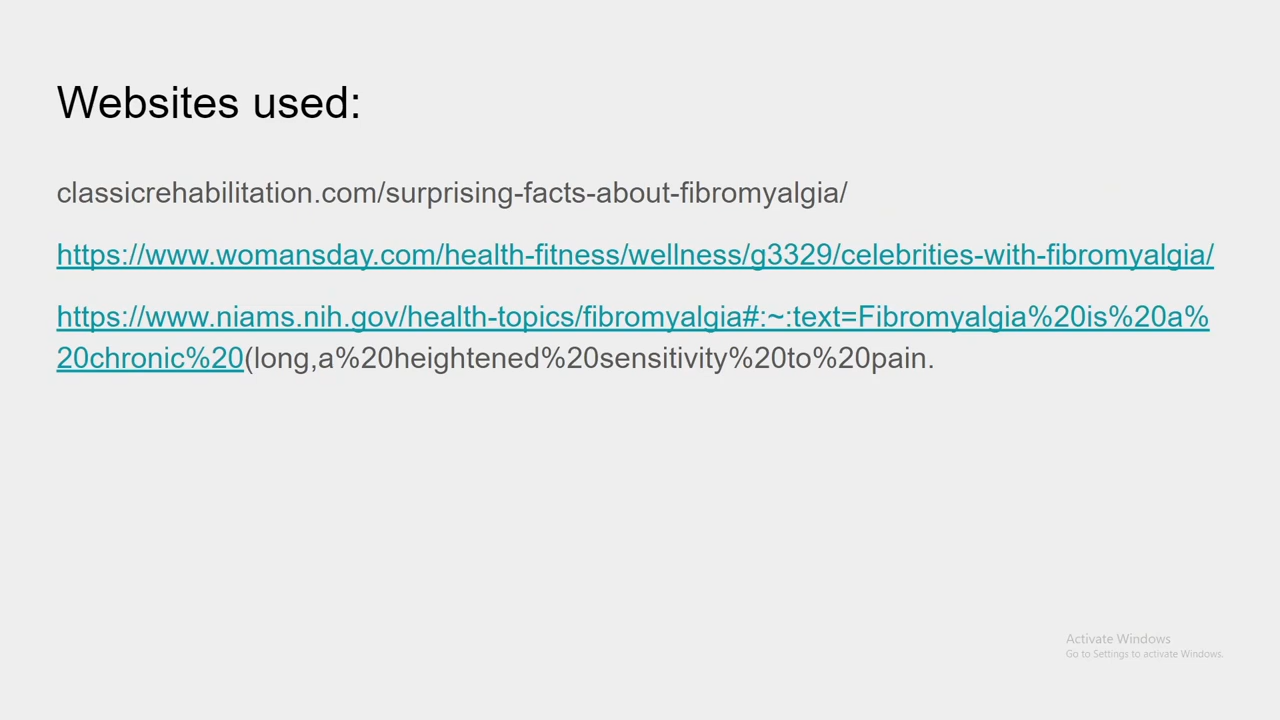 Websites used:
classicrehabilitation.com/surprising-facts-about-fibromyalgia/
https://www.womansday.com/health-fitness/wellness/g3329/celebrities-with-fibromyalgia/
https://www.niams.nih.gov/health-topics/fibromyalgia#:~:text=Fibromyalgia%20is%20a%
20chronic%20(long,a%20heightened%20sensitivity%20to%20pain.
Activate Windows
Go to Settings to activate Windows.